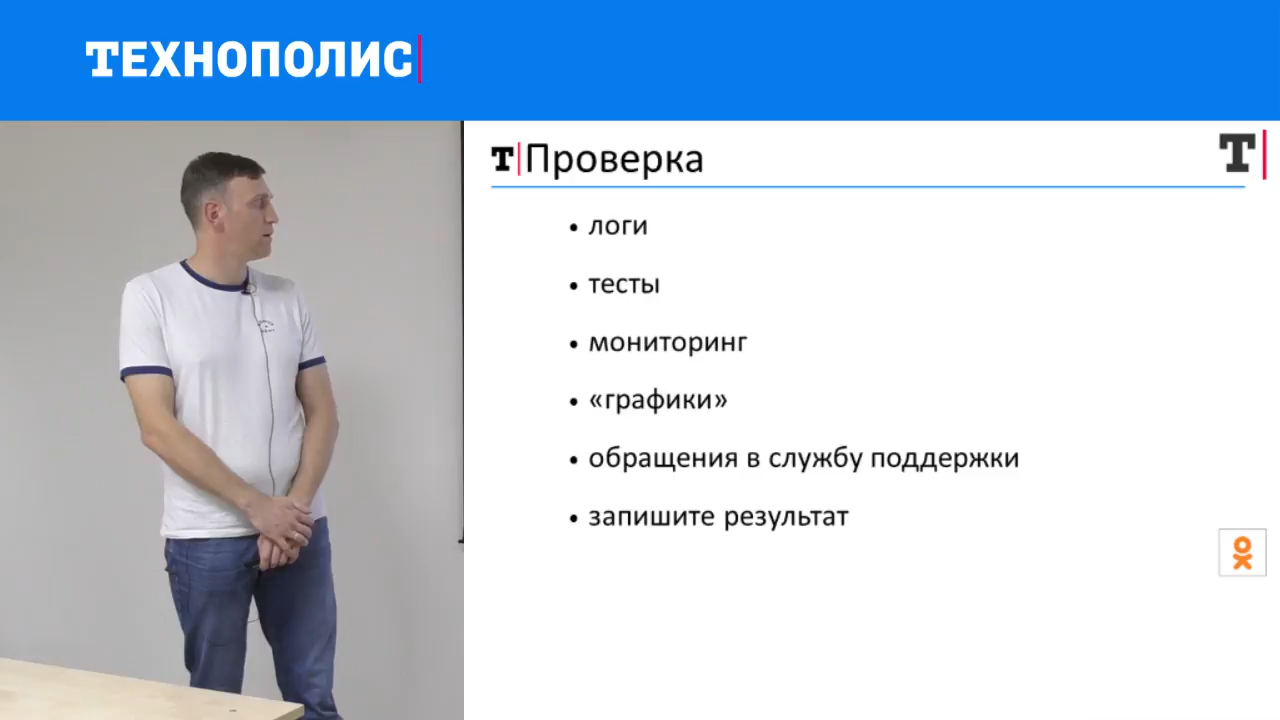 ТЕХНОПОЛИС
Т Проверка
Т
• логи
• тесты
• мониторинг
• «графики»
• обращения в службу поддержки
• запишите результат